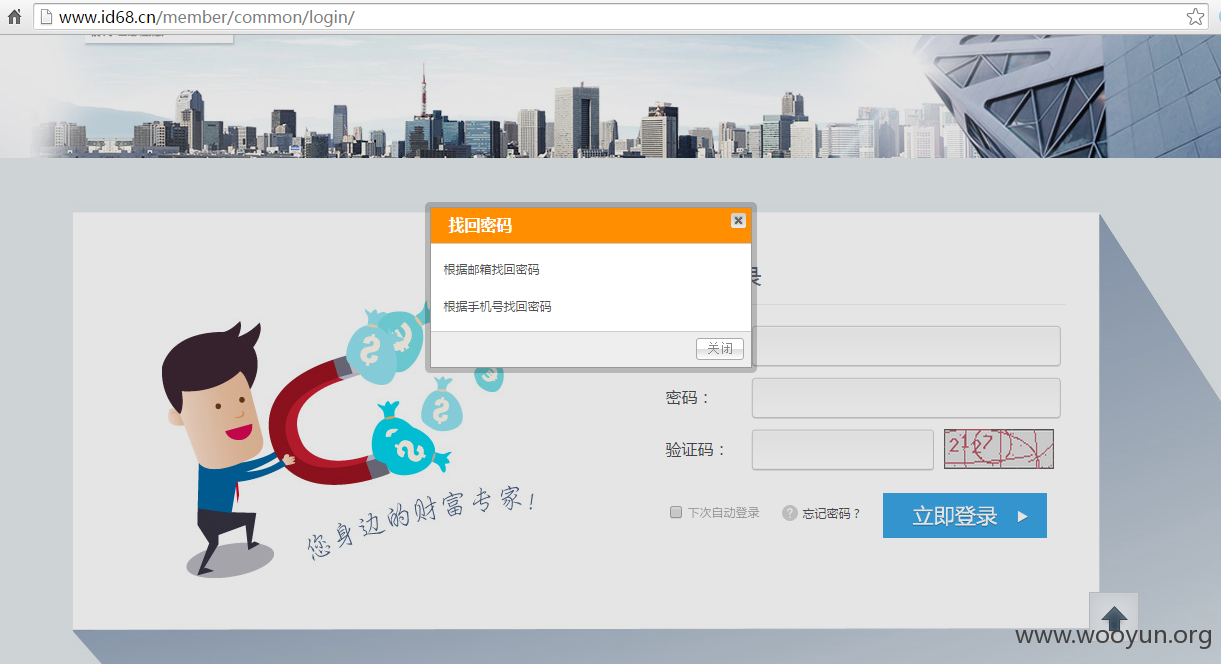 www.id68.cn/member/common/login/
找回密码
根据邮箱找回密码
根据手机号找回密码
关闭
录
密码：
验证码：
2127
下次自动登录
? 忘记密码？
立即登录
您身边的财富专家！
www.wooyun.org